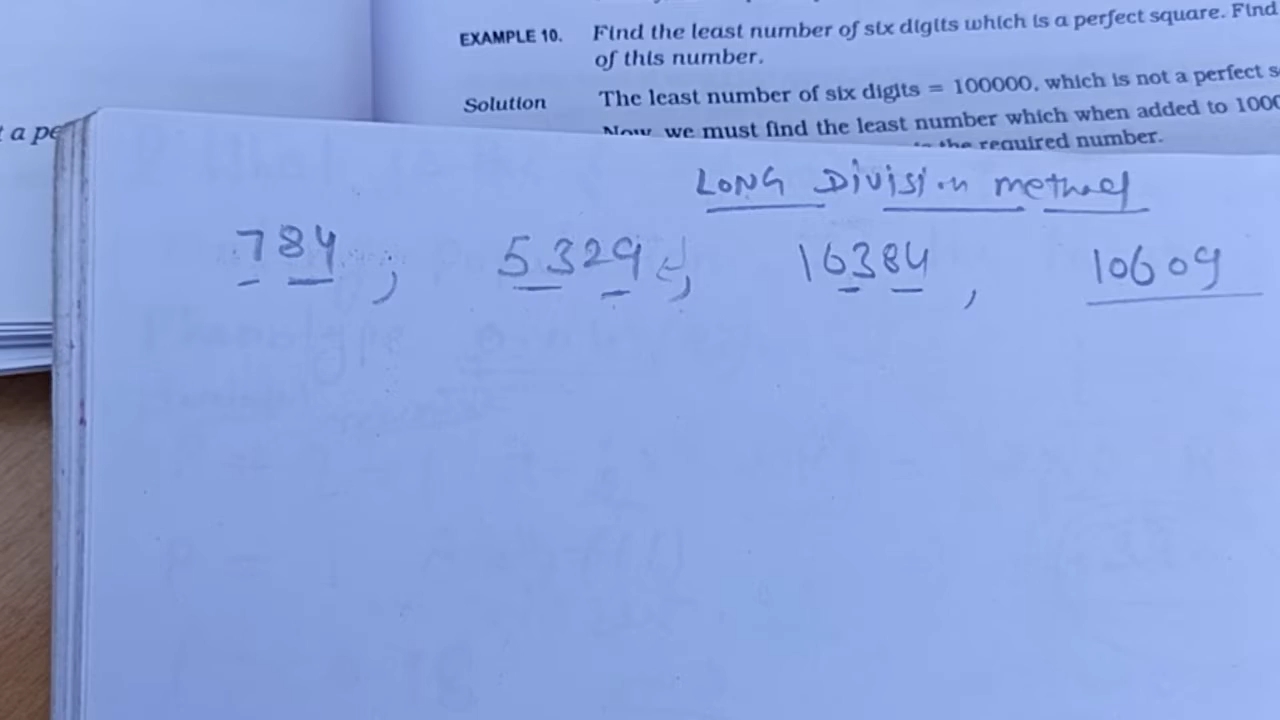 EXAMPLE 10. Find the least number of six digits which is a perfect square. Find
of this number.
Solution The least number of six digits = 100000, which is not a perfect s
Now, we must find the least number which when added to 1000
t a pe
the required number.
LONG Division method
784 , 5329 , 16384 , 10609